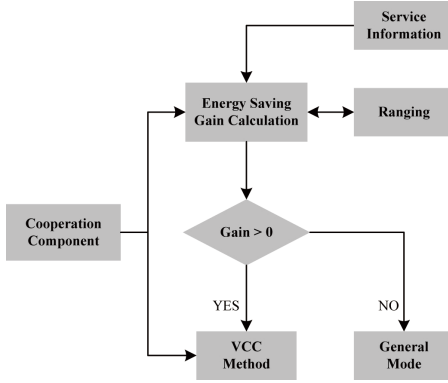 Service
Information
Energy Saving
Gain Calculation
Ranging
Cooperation
Component
Gain > 0
YES
NO
VCC
Method
General
Mode